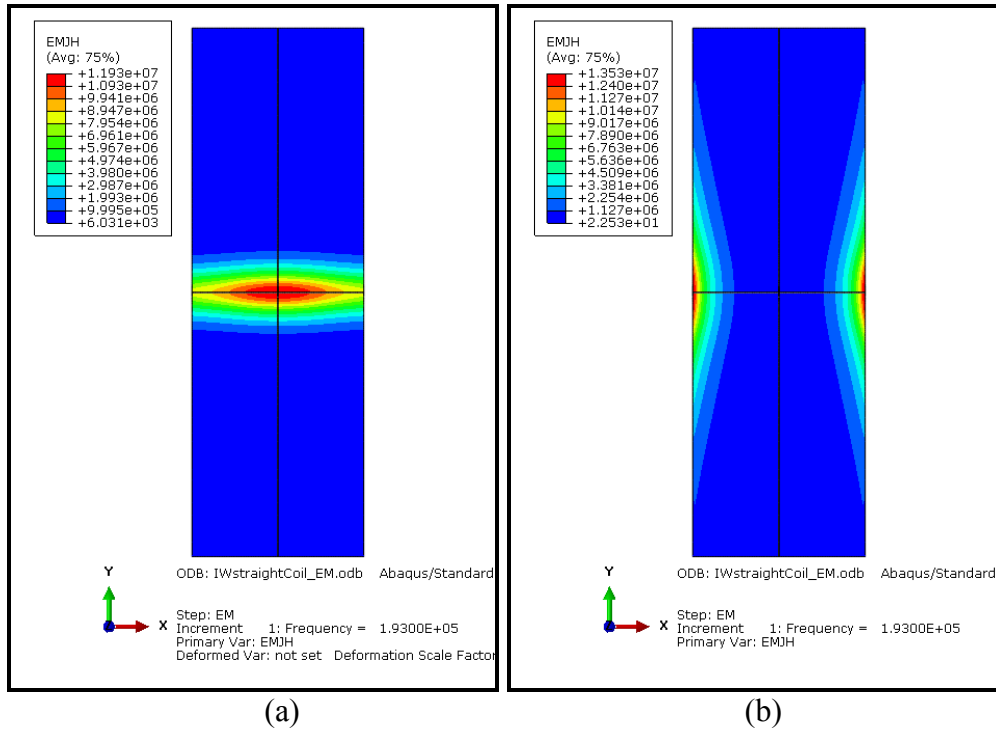 EMJH
(Avg: 75%)
+1.193e+07
+1.093e+07
+9.941e+06
+8.947e+06
+7.954e+06
+6.961e+06
+5.967e+06
+4.974e+06
+3.980e+06
+2.987e+06
+1.993e+06
+9.995e+05
+6.031e+03
Y
X
ODB: IWstraightCoil_EM.odb Abaqus/Standard
Step: EM
Increment 1: Frequency = 1.9300E+05
Primary Var: EMJH
Deformed Var: not set Deformation Scale Factor
(a)
EMJH
(Avg: 75%)
+1.353e+07
+1.240e+07
+1.127e+07
+1.014e+07
+9.017e+06
+7.890e+06
+6.763e+06
+5.636e+06
+4.509e+06
+3.381e+06
+2.254e+06
+1.127e+06
+2.253e+01
Y
X
ODB: IWstraightCoil_EM.odb Abaqus/Standard
Step: EM
Increment 1: Frequency = 1.9300E+05
Primary Var: EMJH
(b)